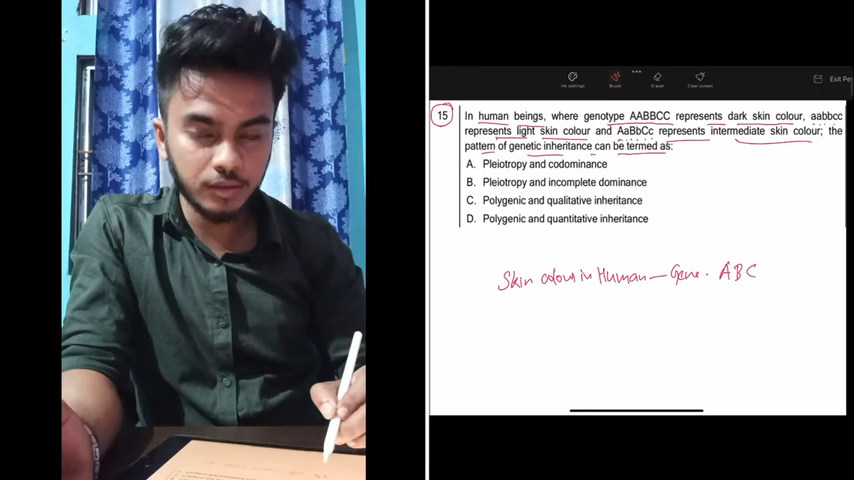 Ink settings
Brush
Eraser
Clear screen
Exit Pe
15
In human beings, where genotype AABBCC represents dark skin colour, aabbcc
represents light skin colour and AaBbCc represents intermediate skin colour; the
pattern of genetic inheritance can be termed as:
A. Pleiotropy and codominance
B. Pleiotropy and incomplete dominance
C. Polygenic and qualitative inheritance
D. Polygenic and quantitative inheritance
Skin colour in Human — Gene. ABC